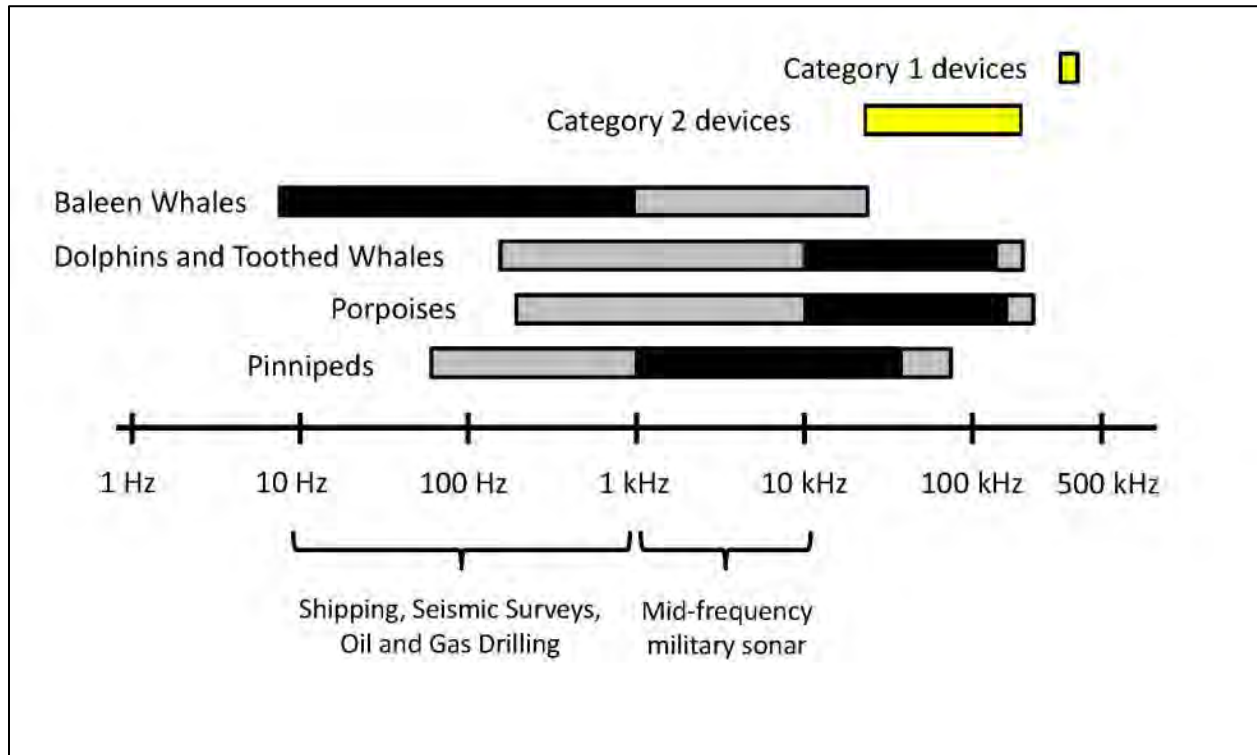 Category 1 devices
Category 2 devices
Baleen Whales
Dolphins and Toothed Whales
Porpoises
Pinnipeds
1 Hz 10 Hz 100 Hz 1 kHz 10 kHz 100 kHz 500 kHz
Shipping, Seismic Surveys,
Oil and Gas Drilling
Mid-frequency
military sonar